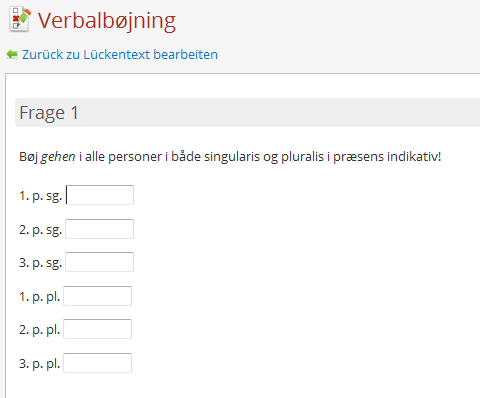 Verbalbøjning
Zurück zu Lückentext bearbeiten
Frage 1
Bøj gehen i alle personer i både singularis og pluralis i præsens indikativ!
1. p. sg.
2. p. sg.
3. p. sg.
1. p. pl.
2. p. pl.
3. p. pl.